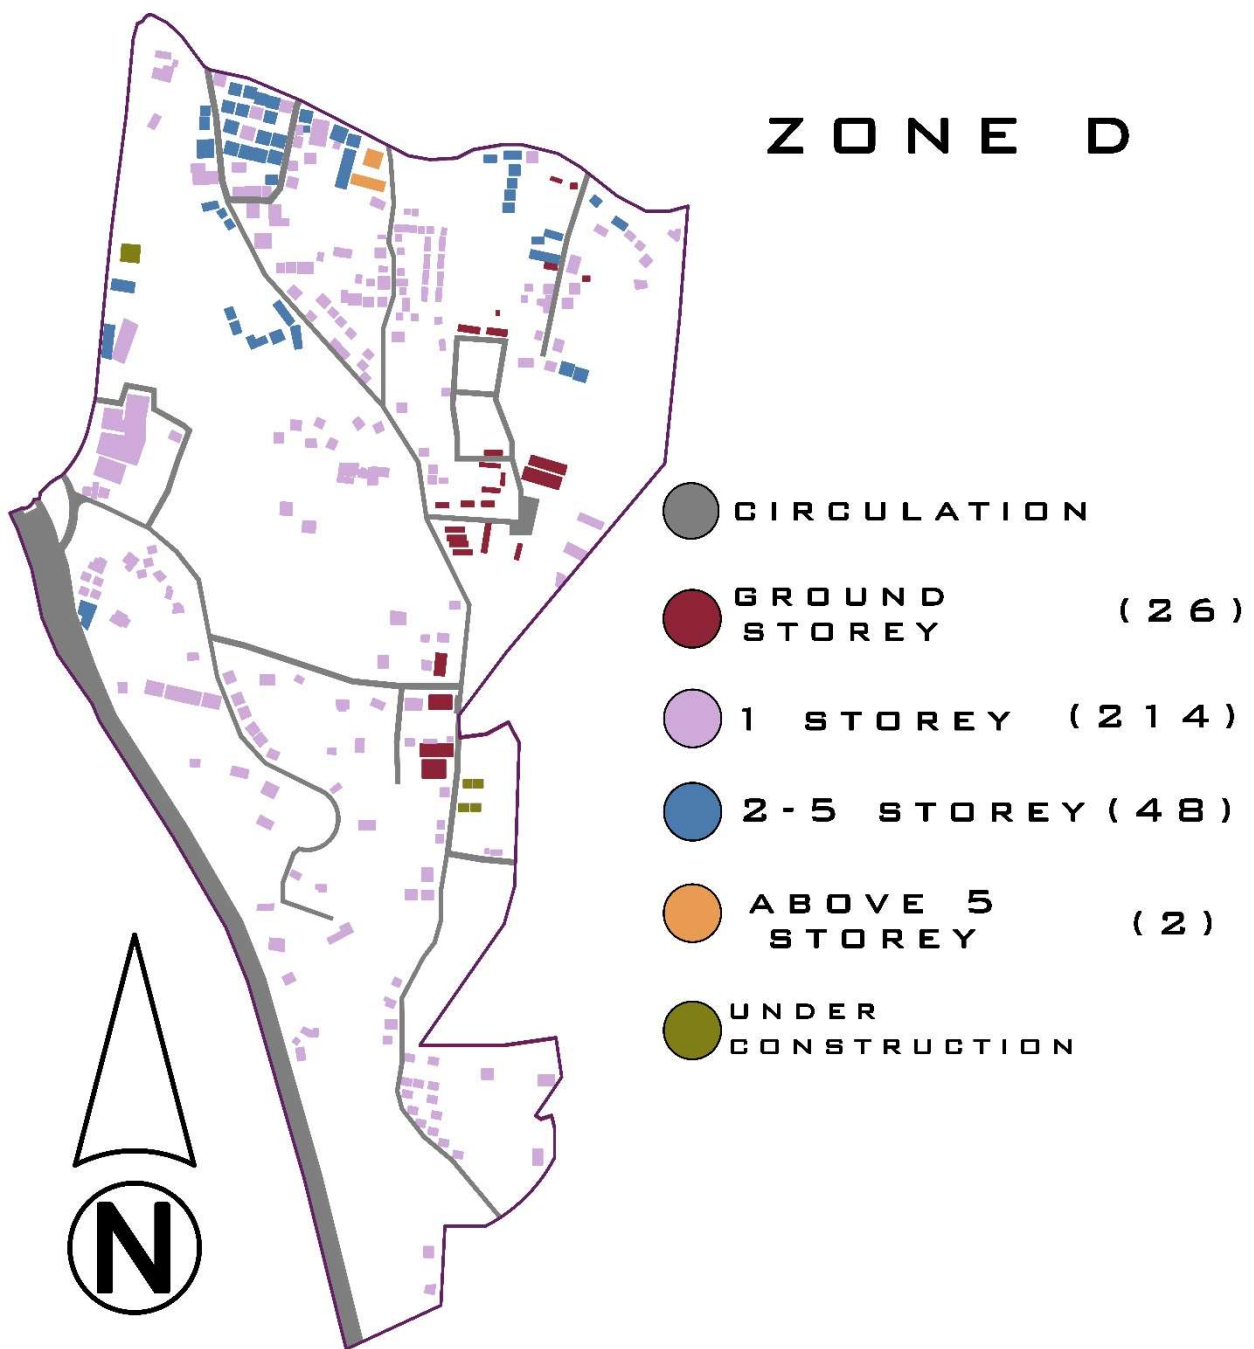 ZONE D
CIRCULATION
GROUND
STOREY (26)
1 STOREY (214)
2-5 STOREY (48)
ABOVE 5
STOREY (2)
UNDER
CONSTRUCTION
N